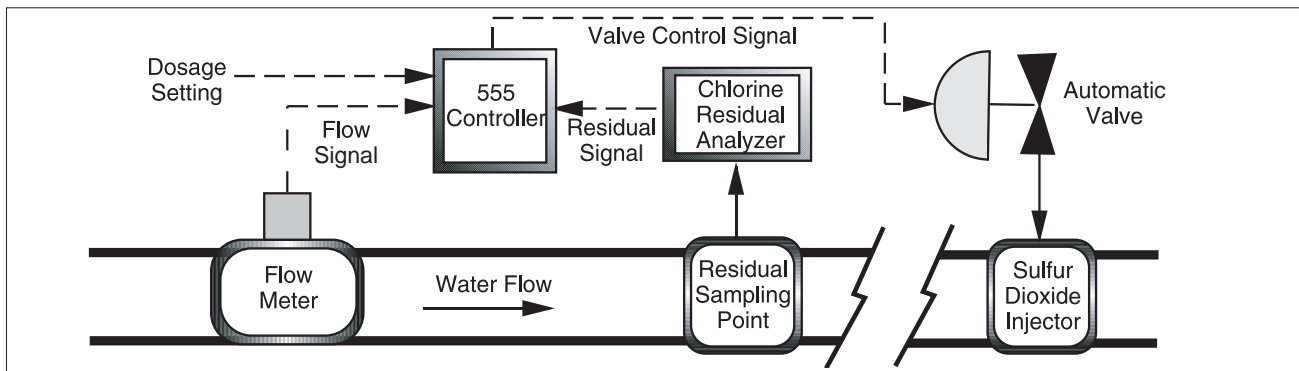 Valve Control Signal
Dosage
Setting
555
Controller
Chlorine
Residual
Analyzer
Automatic
Valve
Flow
Signal
Residual
Signal
Flow
Meter
Water Flow
Residual
Sampling
Point
Sulfur
Dioxide
Injector